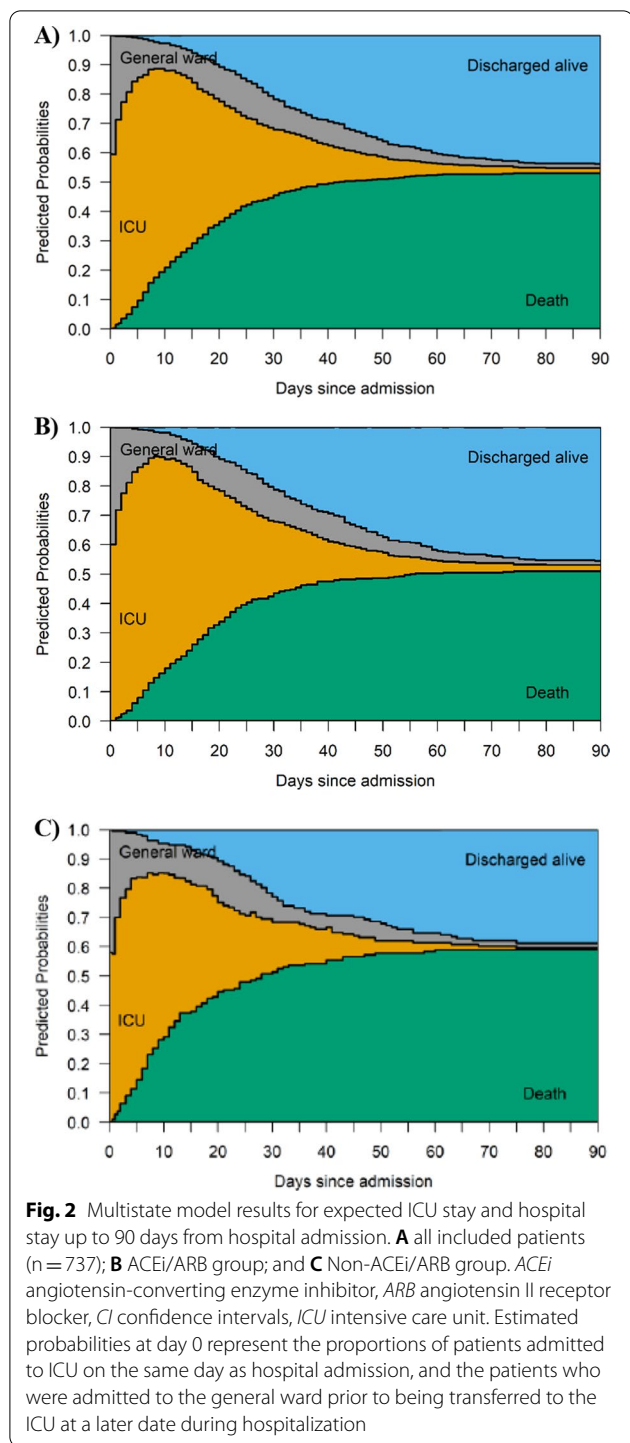 A)
1.0
0.9
0.8
0.7
0.6
0.5
0.4
0.3
0.2
0.1
0.0
Predicted Probabilities
General ward
Discharged alive
ICU
Death
0 10 20 30 40 50 60 70 80 90
Days since admission
B)
1.0
0.9
0.8
0.7
0.6
0.5
0.4
0.3
0.2
0.1
0.0
Predicted Probabilities
General ward
Discharged alive
ICU
Death
0 10 20 30 40 50 60 70 80 90
Days since admission
C)
1.0
0.9
0.8
0.7
0.6
0.5
0.4
0.3
0.2
0.1
0.0
Predicted Probabilities
General ward
Discharged alive
ICU
Death
0 10 20 30 40 50 60 70 80 90
Days since admission
Fig. 2 Multistate model results for expected ICU stay and hospital
stay up to 90 days from hospital admission. A all included patients
(n = 737); B ACEi/ARB group; and C Non-ACEi/ARB group. ACEi
angiotensin-converting enzyme inhibitor, ARB angiotensin II receptor
blocker, CI confidence intervals, ICU intensive care unit. Estimated
probabilities at day 0 represent the proportions of patients admitted
to ICU on the same day as hospital admission, and the patients who
were admitted to the general ward prior to being transferred to the
ICU at a later date during hospitalization